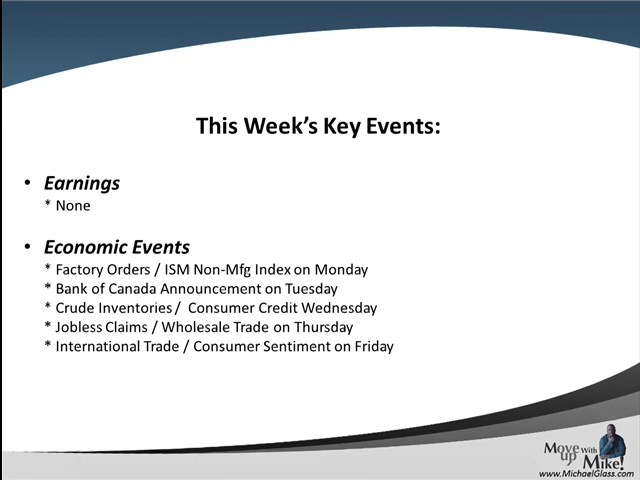 This Week's Key Events:
• Earnings
* None
• Economic Events
* Factory Orders / ISM Non-Mfg Index on Monday
* Bank of Canada Announcement on Tuesday
* Crude Inventories / Consumer Credit Wednesday
* Jobless Claims / Wholesale Trade on Thursday
* International Trade / Consumer Sentiment on Friday
Move up With Mike!
www.MichaelGlass.com